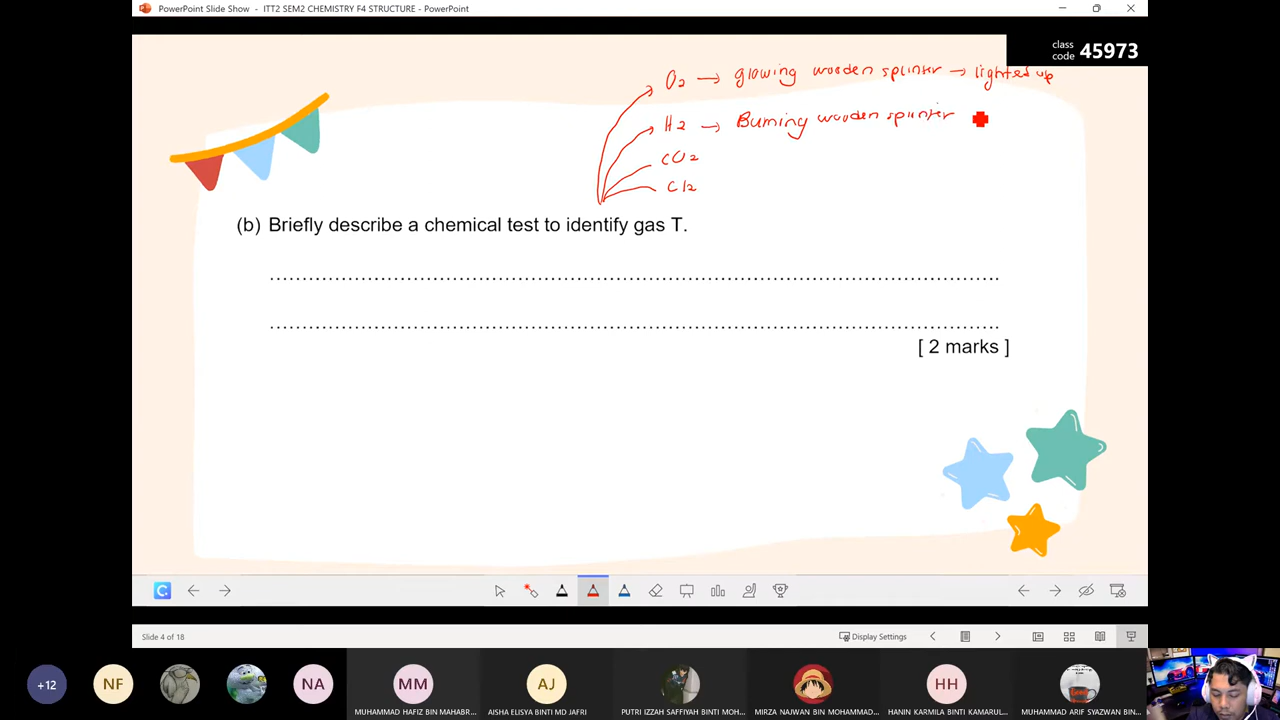 PowerPoint Slide Show - ITT2 SEM2 CHEMISTRY F4 STRUCTURE - PowerPoint
class code 45973
O2 → glowing wooden splinter → lighted up
H2 → Burning wooden splinter
CO2
Cl2
(b) Briefly describe a chemical test to identify gas T.
[ 2 marks ]
Slide 4 of 18
Display Settings
+12
NF
NA
MM
AJ
HH
MUHAMMAD HAFIZ BIN MAHABR...
AISHA ELISYA BINTI MD JAFRI
PUTRI IZZAH SAFFIYAH BINTI MOH...
MIRZA NAJWAN BIN MOHAMMAD...
HANIN KARMILA BINTI KAMARUL...
MUHAMMAD ARIF SYAZWAN BIN...